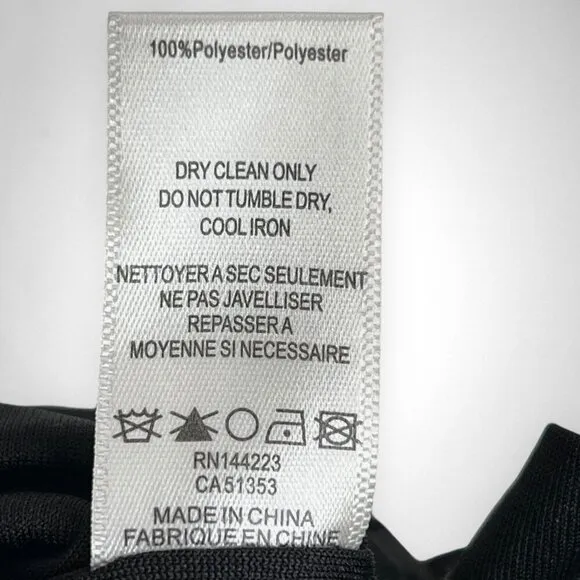 100%Polyester/Polyester
DRY CLEAN ONLY
DO NOT TUMBLE DRY,
COOL IRON
NETTOYER A SEC SEULEMENT
NE PAS JAVELLISER
REPASSER A
MOYENNE SI NECESSAIRE
RN144223
CA51353
MADE IN CHINA
FABRIQUE EN CHINE